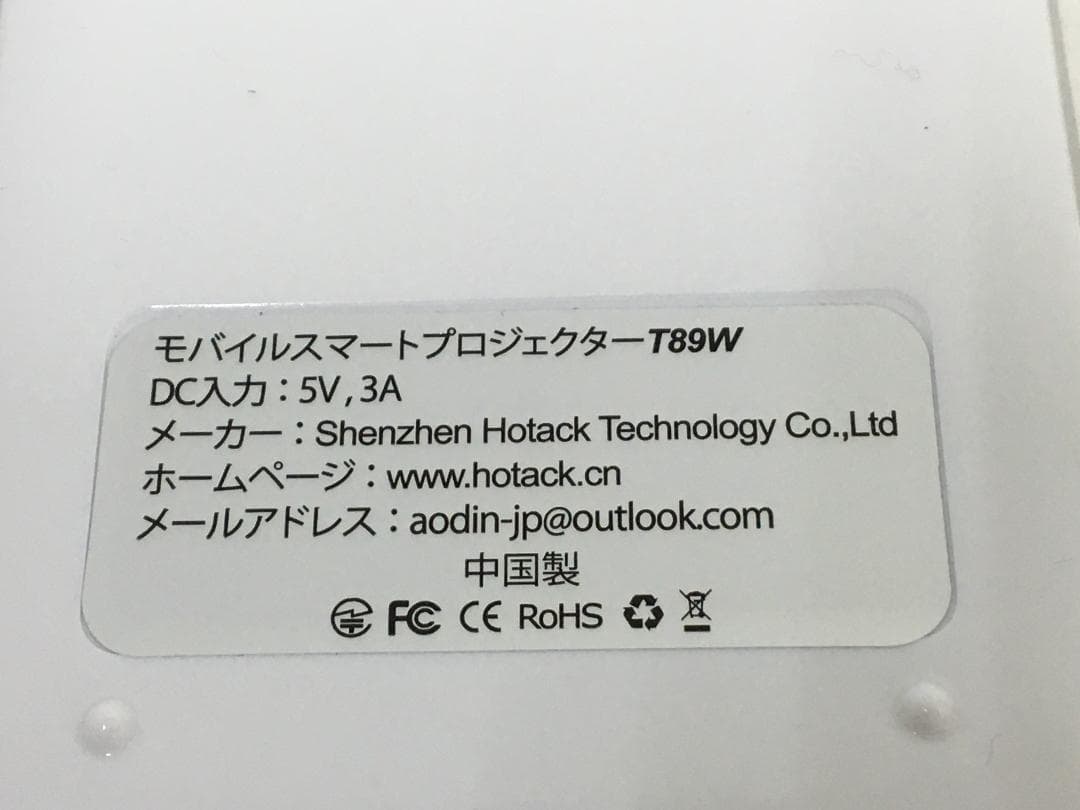 モバイルスマートプロジェクターT89W
DC入力：5V,3A
メーカー：Shenzhen Hotack Technology Co.,Ltd
ホームページ：www.hotack.cn
メールアドレス：aodin-jp@outlook.com
中国製
FC CE RoHS